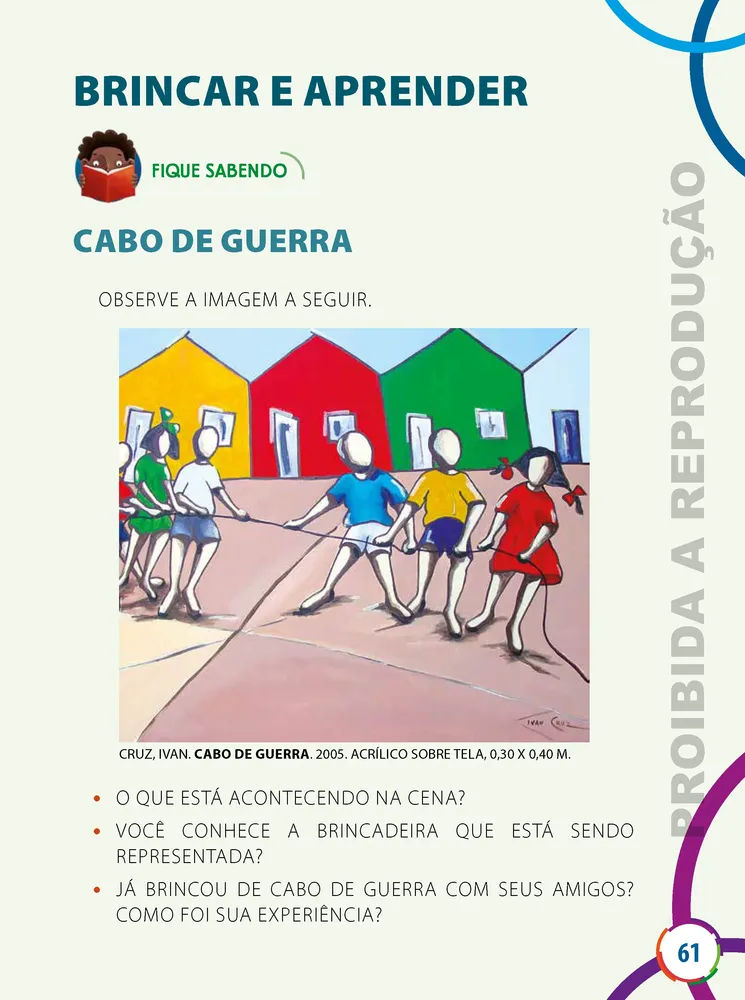 BRINCAR E APRENDER
FIQUE SABENDO
CABO DE GUERRA
OBSERVE A IMAGEM A SEGUIR.
IVAN CRUZ
CRUZ, IVAN. CABO DE GUERRA. 2005. ACRÍLICO SOBRE TELA, 0,30 X 0,40 M.
• O QUE ESTÁ ACONTECENDO NA CENA?
• VOCÊ CONHECE A BRINCADEIRA QUE ESTÁ SENDO
REPRESENTADA?
• JÁ BRINCOU DE CABO DE GUERRA COM SEUS AMIGOS?
COMO FOI SUA EXPERIÊNCIA?
61
PROIBIDA A REPRODUÇÃO